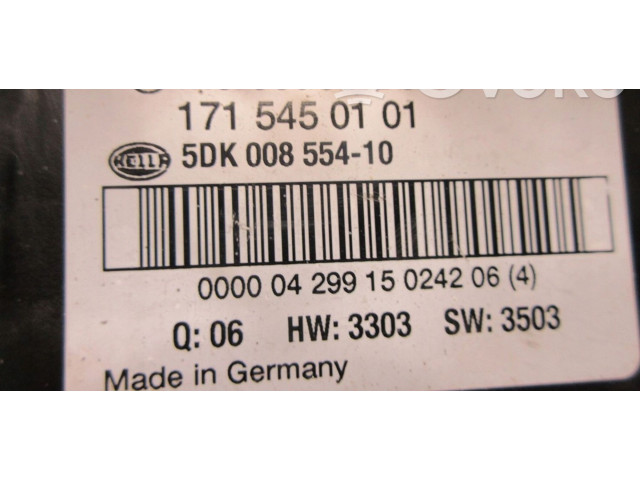 171 545 01 01
HELLA
5DK 008 554-10
0000 04 299 15 0242 06 (4)
Q: 06 HW: 3303 SW: 3503
Made in Germany